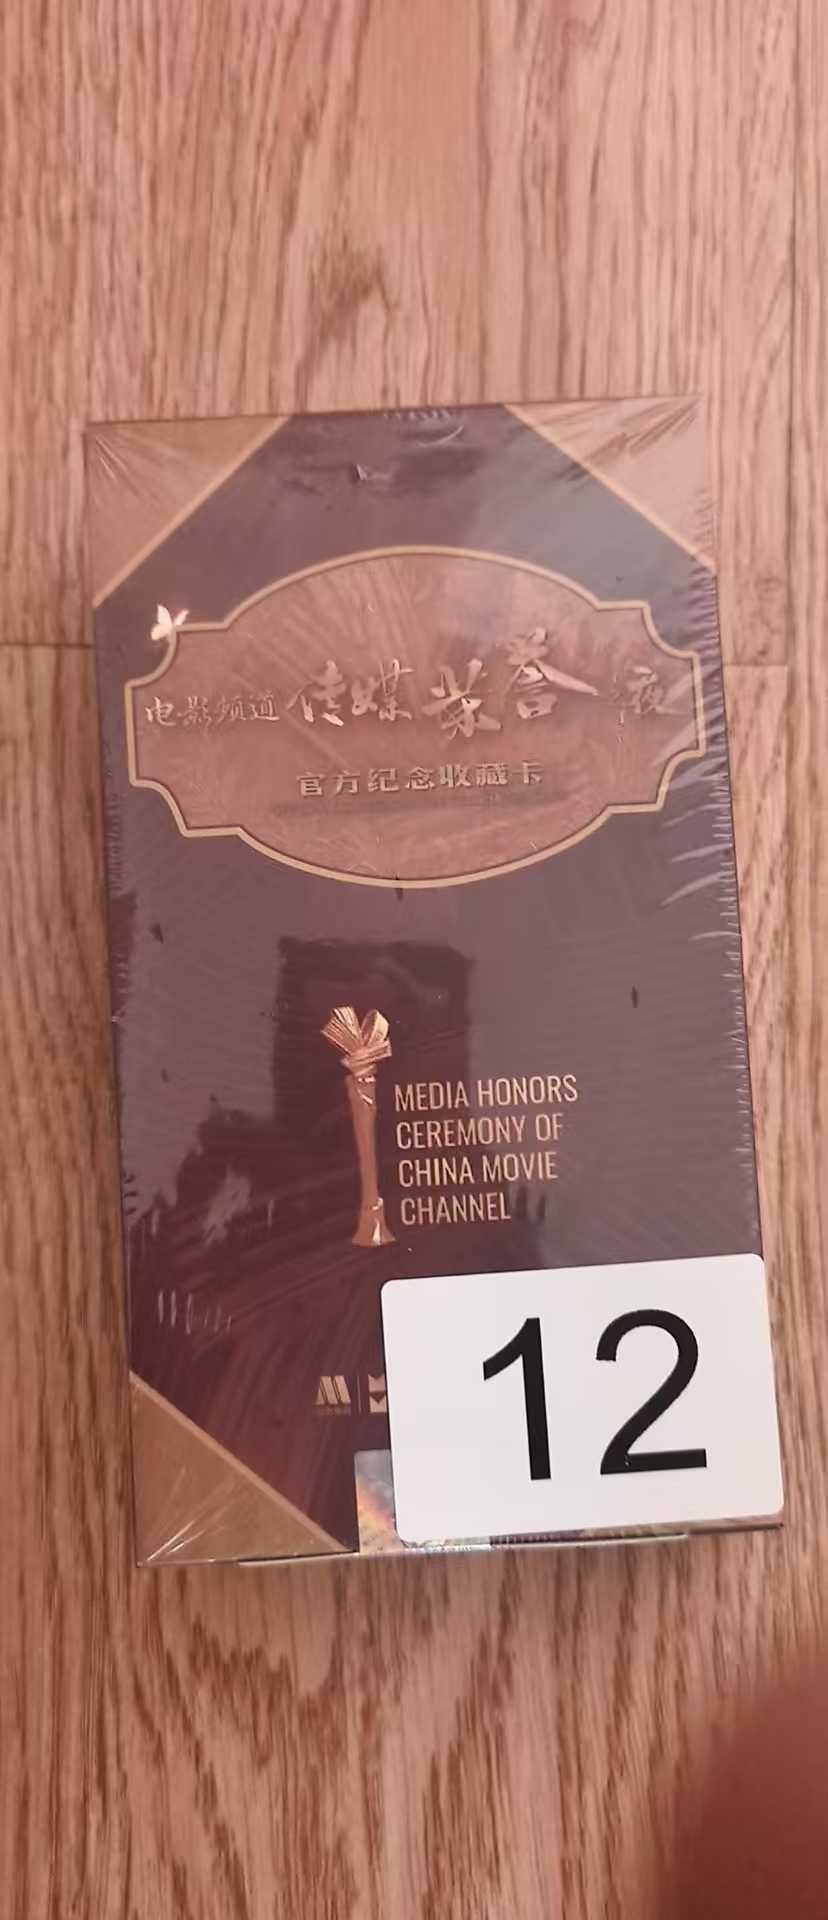 电影频道传媒荣誉之夜
官方纪念收藏卡
MEDIA HONORS
CEREMONY OF
CHINA MOVIE
CHANNEL
12